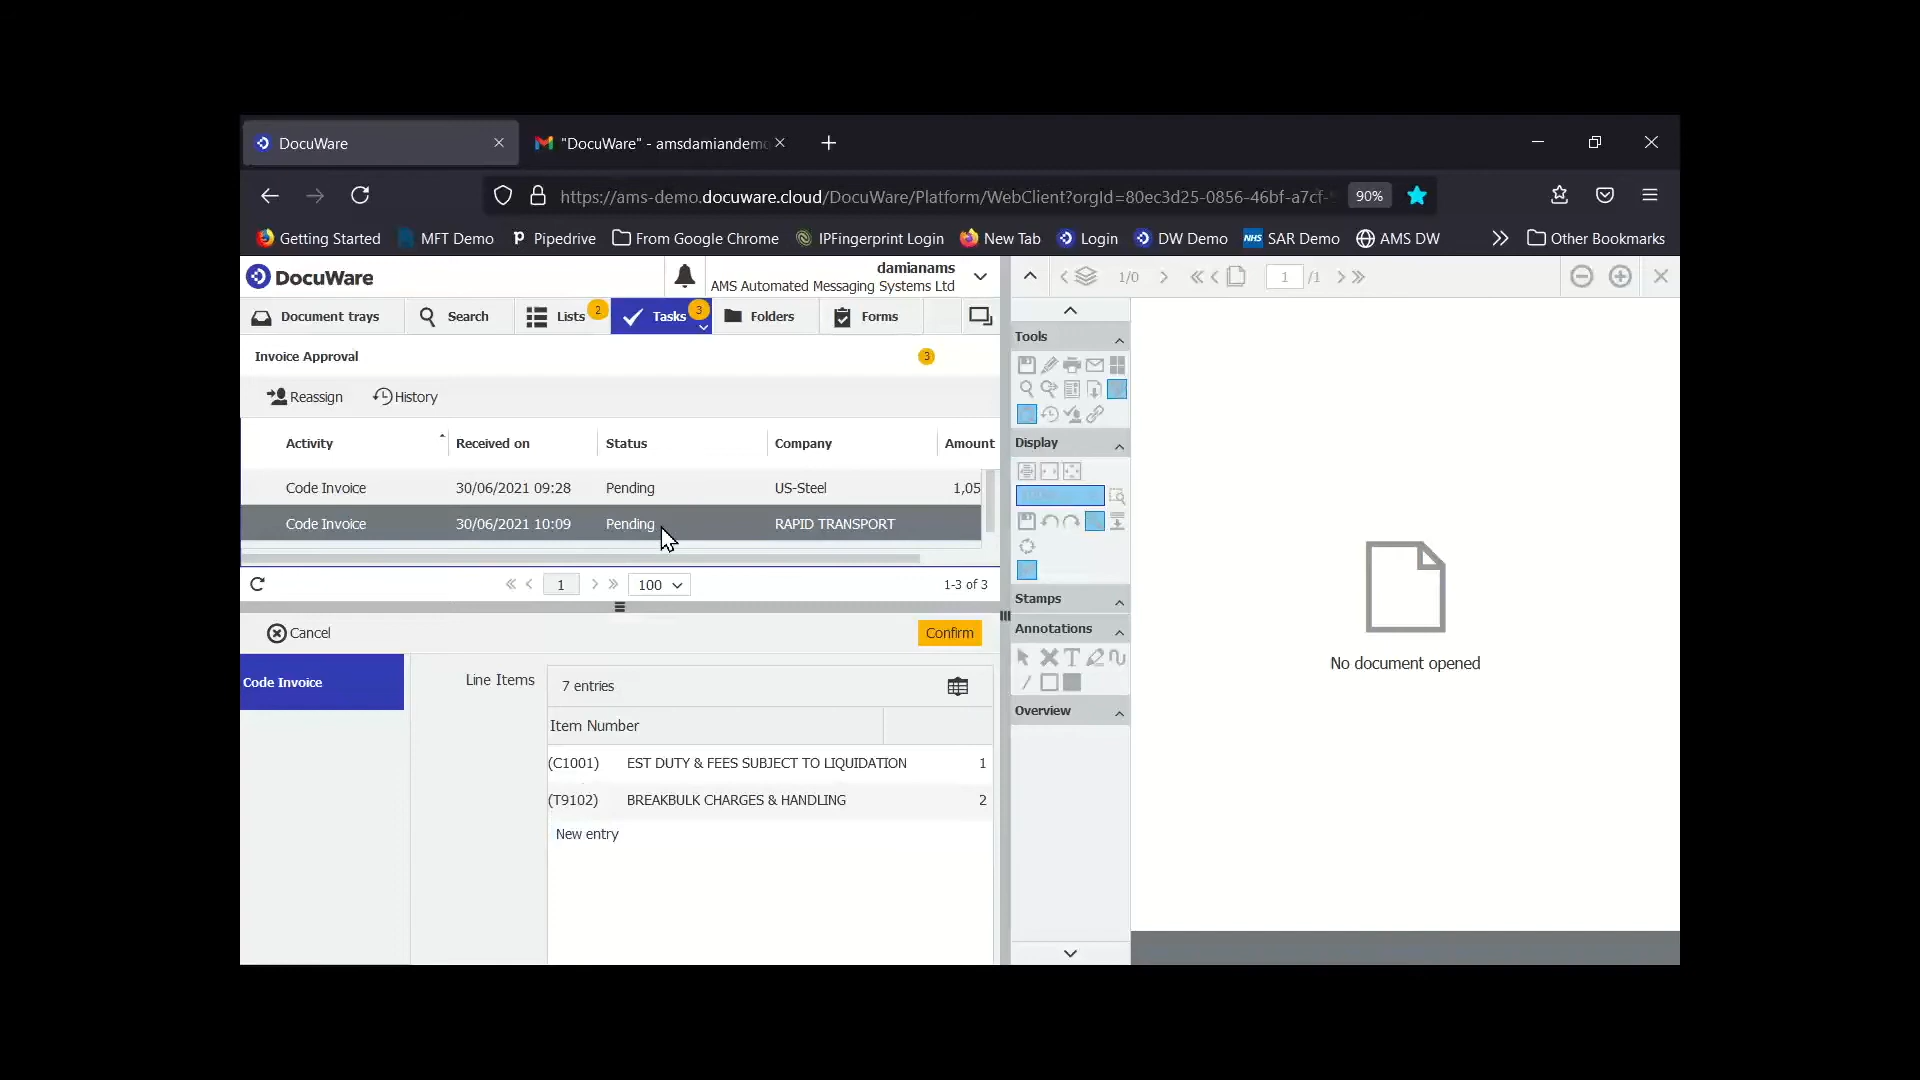 DocuWare
"DocuWare" - amsdamiandemo
https://ams-demo.docuware.cloud/DocuWare/Platform/WebClient?orgId=80ec3d25-0856-46bf-a7cf-
90%
Getting Started
MFT Demo
Pipedrive
From Google Chrome
IPFingerprint Login
New Tab
Login
DW Demo
NHS
SAR Demo
AMS DW
Other Bookmarks
DocuWare
damianams
AMS Automated Messaging Systems Ltd
1/0
1
/1
Document trays
Search
Lists
2
Tasks
3
Folders
Forms
Invoice Approval
3
Reassign
History
Activity
Received on
Status
Company
Amount
Code Invoice
30/06/2021 09:28
Pending
US-Steel
1,05
Code Invoice
30/06/2021 10:09
Pending
RAPID TRANSPORT
1
100
1-3 of 3
Cancel
Confirm
Code Invoice
Line Items
7 entries
Item Number
(C1001) EST DUTY & FEES SUBJECT TO LIQUIDATION 1
(T9102) BREAKBULK CHARGES & HANDLING 2
New entry
Tools
Display
Stamps
Annotations
Overview
No document opened